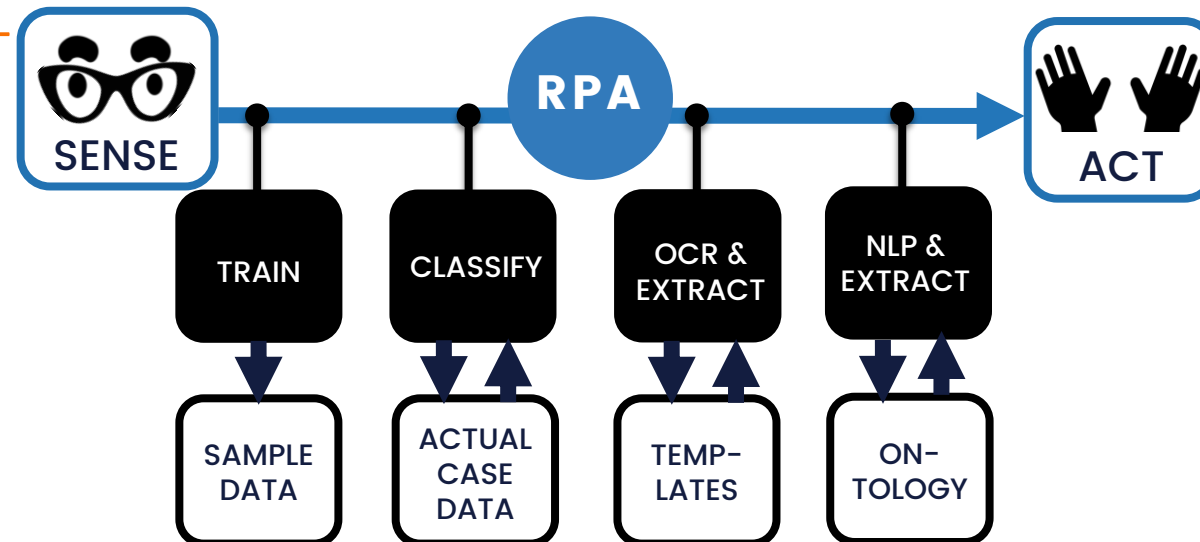 SENSE
RPA
ACT
TRAIN
CLASSIFY
OCR &
EXTRACT
NLP &
EXTRACT
SAMPLE
DATA
ACTUAL
CASE
DATA
TEMP-
LATES
ON-
TOLOGY